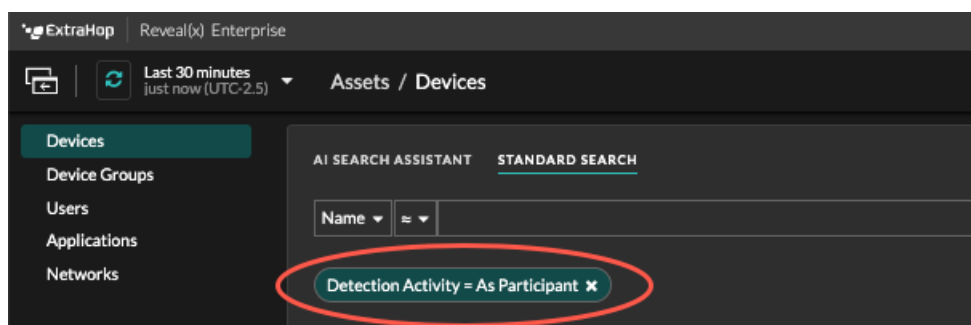 ExtraHop Reveal(x) Enterprise
Last 30 minutes
just now (UTC-2.5)
Assets / Devices
Devices
Device Groups
Users
Applications
Networks
AI SEARCH ASSISTANT STANDARD SEARCH
Name ≈
Detection Activity = As Participant ×